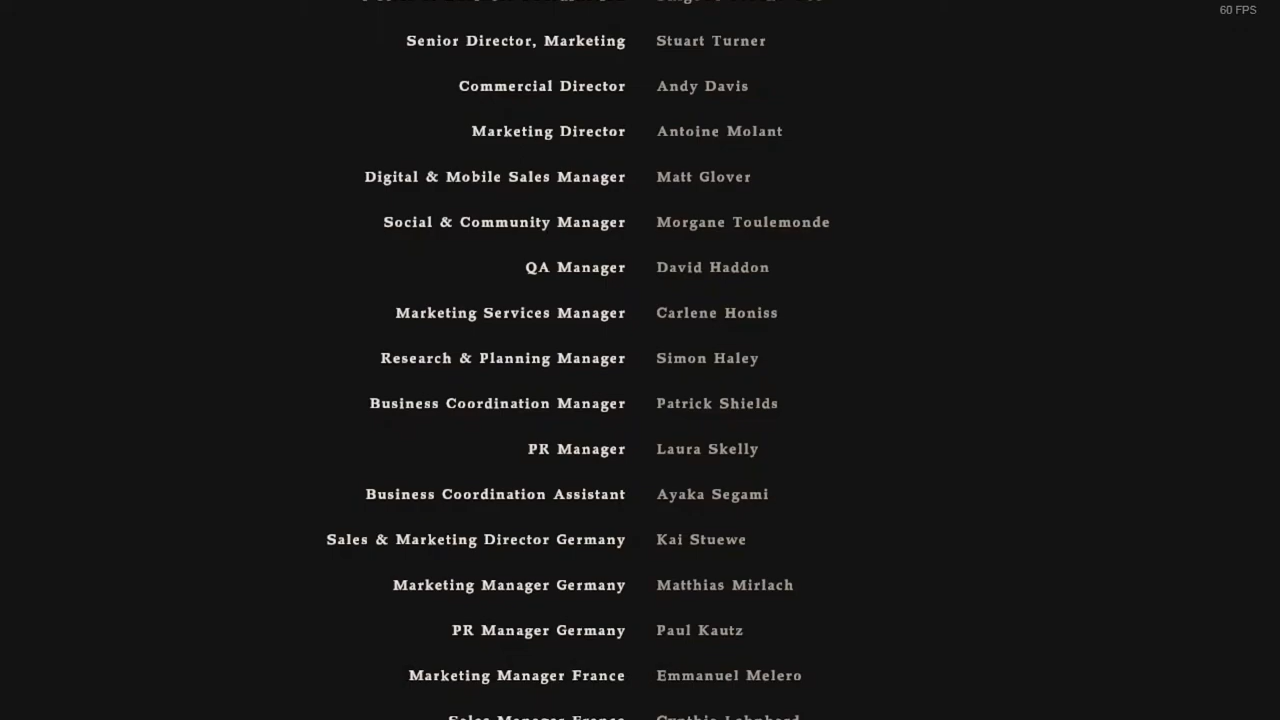 60 FPS
Senior Director, Marketing Stuart Turner
Commercial Director Andy Davis
Marketing Director Antoine Molant
Digital & Mobile Sales Manager Matt Glover
Social & Community Manager Morgane Toulemonde
QA Manager David Haddon
Marketing Services Manager Carlene Honiss
Research & Planning Manager Simon Haley
Business Coordination Manager Patrick Shields
PR Manager Laura Skelly
Business Coordination Assistant Ayaka Segami
Sales & Marketing Director Germany Kai Stuewe
Marketing Manager Germany Matthias Mirlach
PR Manager Germany Paul Kautz
Marketing Manager France Emmanuel Melero
Sales Manager France